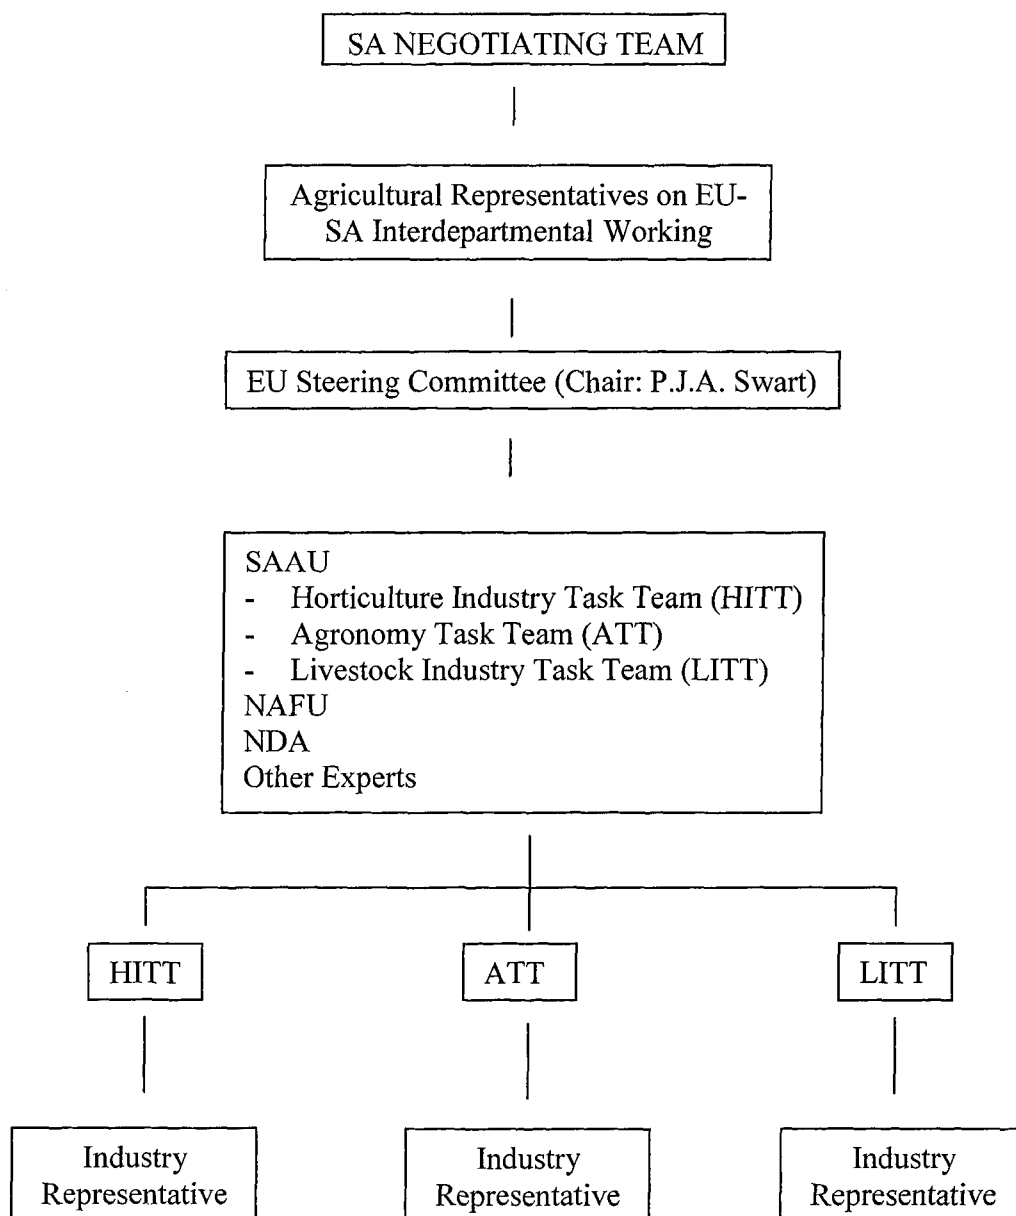 SA NEGOTIATING TEAM
Agricultural Representatives on EU-
SA Interdepartmental Working
EU Steering Committee (Chair: P.J.A. Swart)
SAAU
- Horticulture Industry Task Team (HITT)
- Agronomy Task Team (ATT)
- Livestock Industry Task Team (LITT)
NAFU
NDA
Other Experts
HITT
ATT
LITT
Industry
Representative
Industry
Representative
Industry
Representative